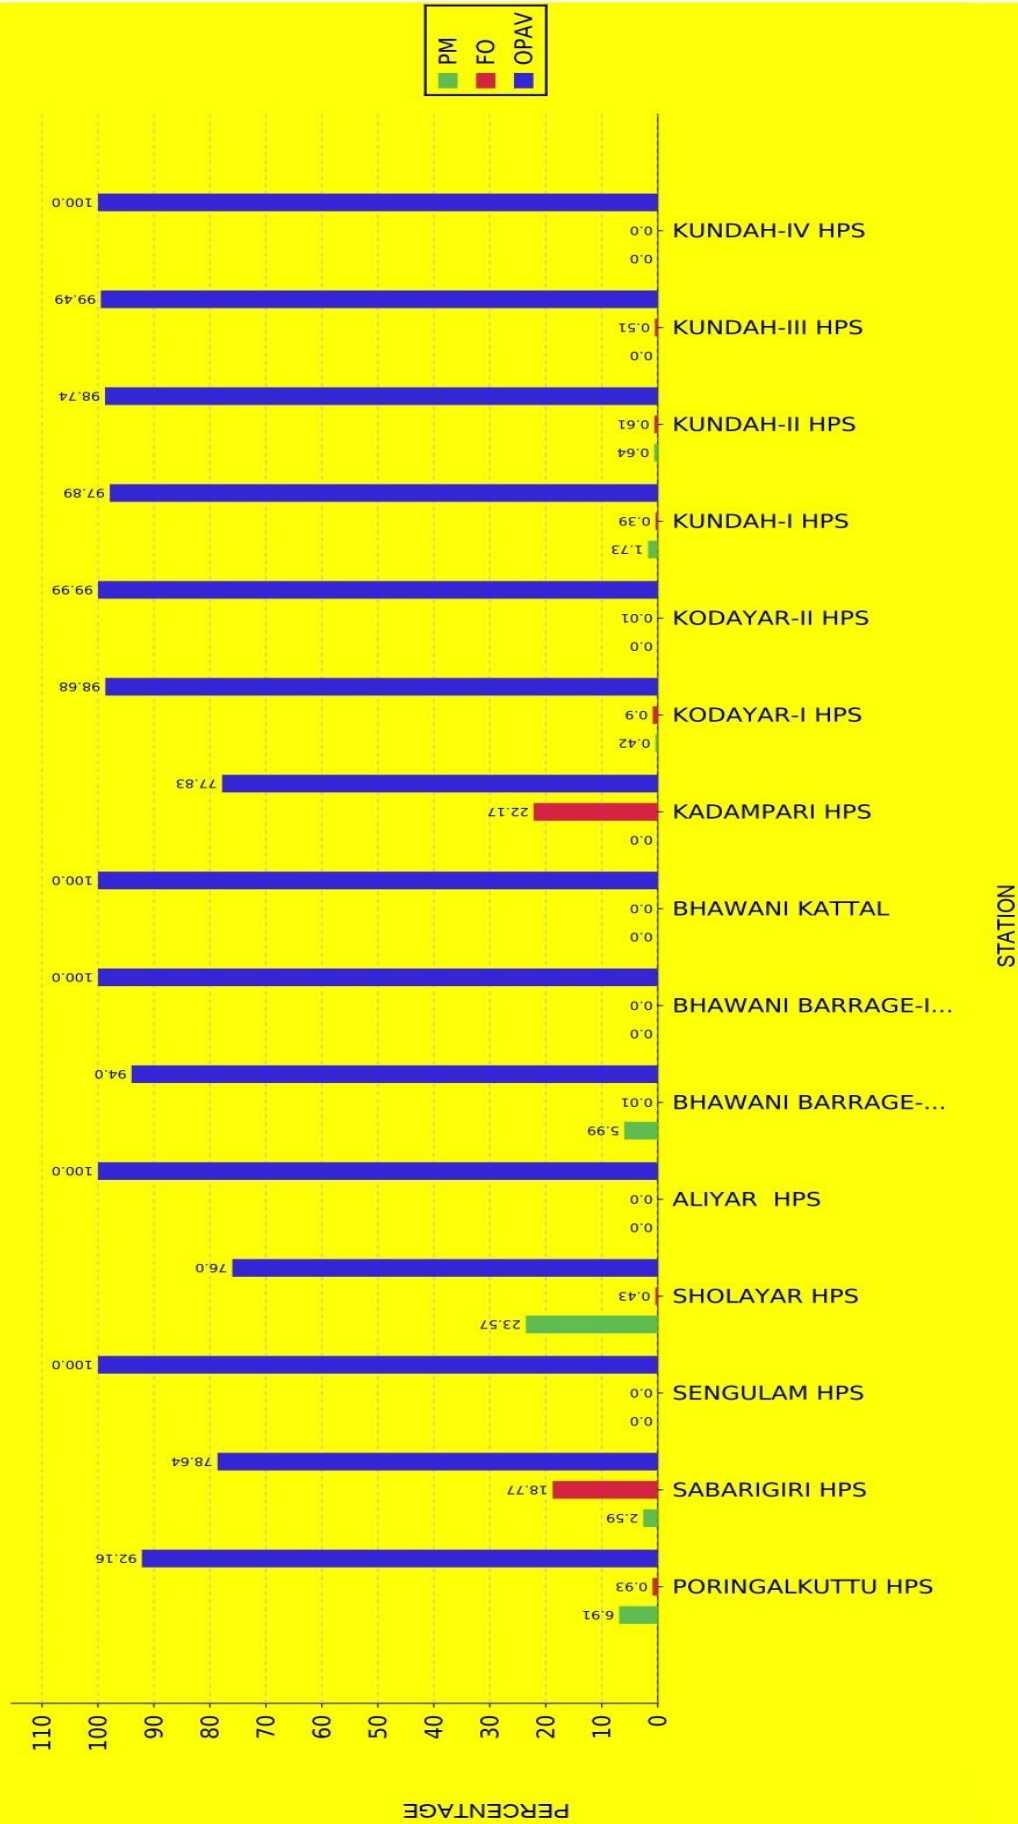 PM
FO
OPAV
100.0
0.0
0.0
KUNDAH-IV HPS
99.49
0.51
0.0
KUNDAH-III HPS
98.74
0.61
0.64
KUNDAH-II HPS
97.89
0.39
1.73
KUNDAH-I HPS
99.99
0.01
0.0
KODAYAR-II HPS
98.68
0.9
0.42
KODAYAR-I HPS
77.83
22.17
0.0
KADAMPARI HPS
100.0
0.0
0.0
BHAWANI KATTAL
100.0
0.0
0.0
BHAWANI BARRAGE-I...
94.0
0.01
5.99
BHAWANI BARRAGE-...
100.0
0.0
0.0
ALIYAR  HPS
76.0
0.43
23.57
SHOLAYAR HPS
100.0
0.0
0.0
SENGULAM HPS
78.64
18.77
2.59
SABARIGIRI HPS
92.16
0.93
6.91
PORINGALKUTTU HPS
STATION
110
100
90
80
70
60
50
40
30
20
10
0
PERCENTAGE